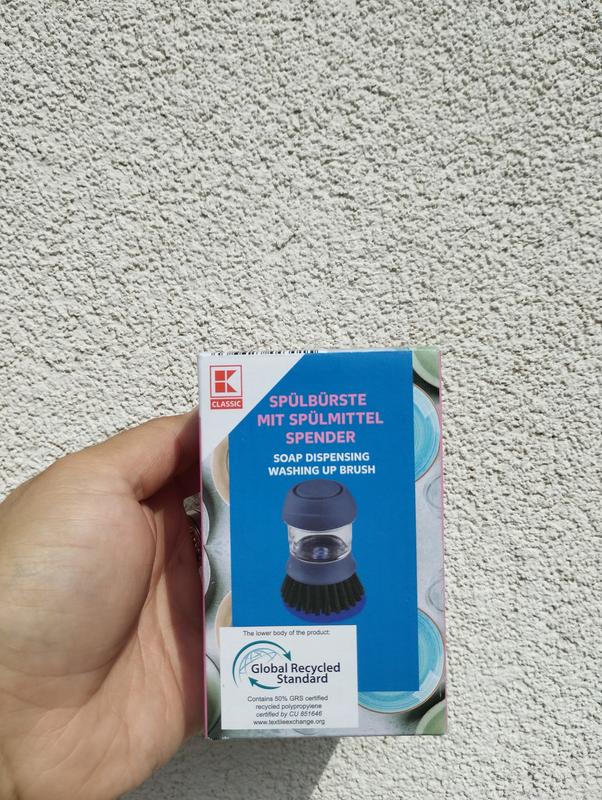 K
CLASSIC
SPÜLBÜRSTE
MIT SPÜLMITTEL
SPENDER
SOAP DISPENSING
WASHING UP BRUSH
The lower body of the product:
Global Recycled
Standard
Contains 50% GRS certified
recycled polypropylene
certified by CU 851646
www.textileexchange.org